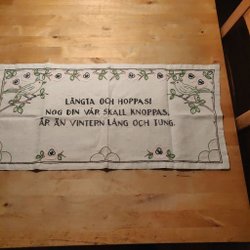 LÄNGTA OCH HOPPAS!
NOG DIN VÅR SKALL KNOPPAS,
ÄR ÄN VINTERN LÅNG OCH TUNG.